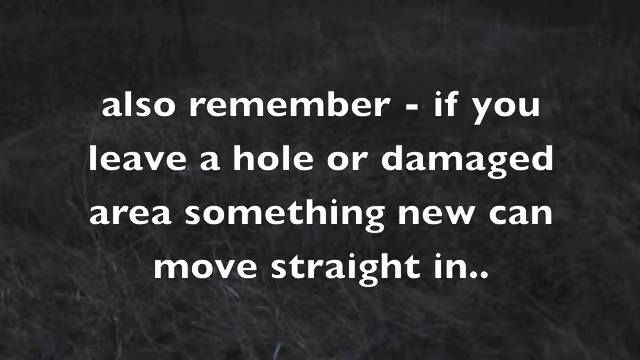 also remember - if you
leave a hole or damaged
area something new can
move straight in..